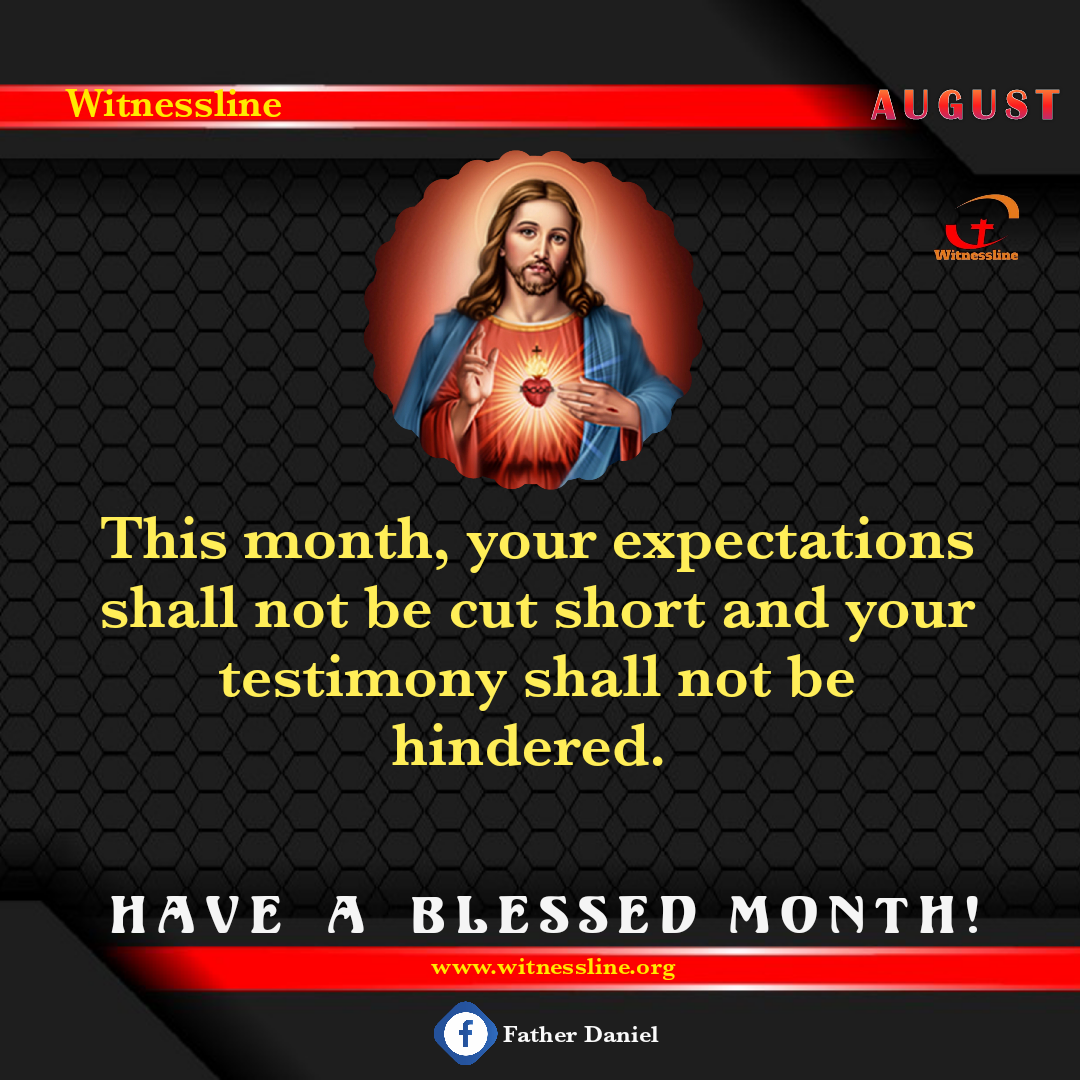 Witnessline
AUGUST
Witnessline
This month, your expectations
shall not be cut short and your
testimony shall not be
hindered.
HAVE A BLESSED MONTH!
www.witnessline.org
f Father Daniel